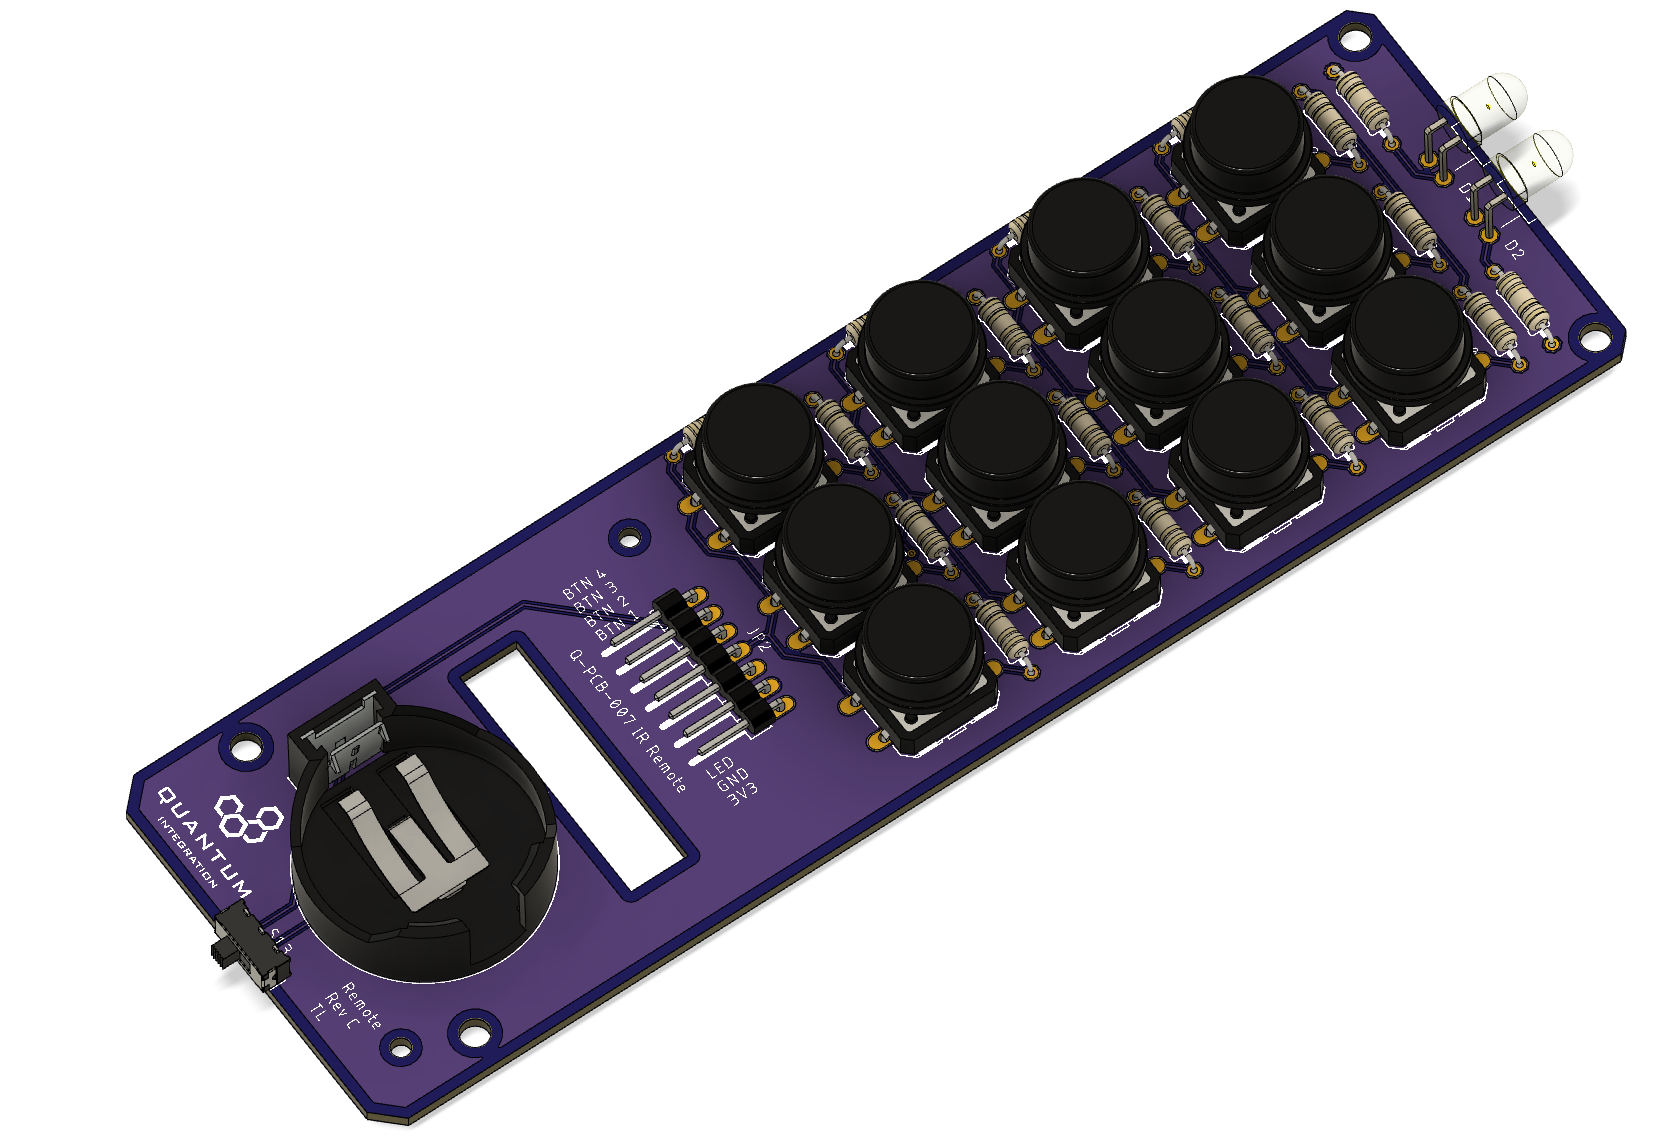 D2
BTN 4
BTN 3
BTN 2
BTN 1
JP2
Q-PCB-007 IR Remote
LED
GND
3V3
QUANTUM
INTEGRATION
S13
Remote
Rev C
TL